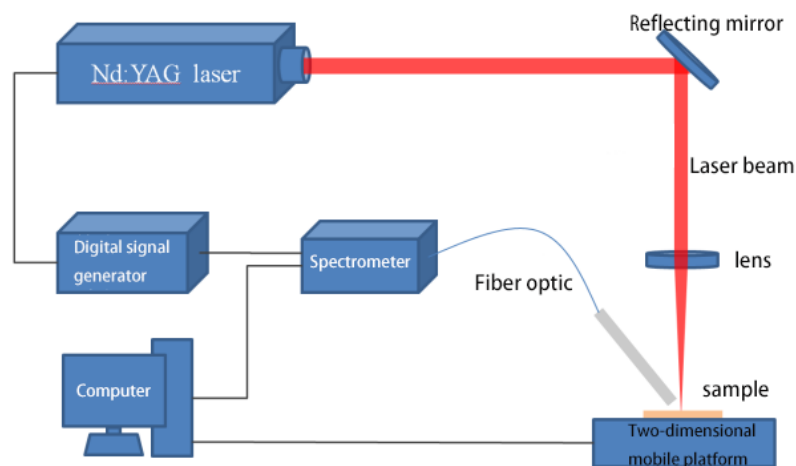 Reflecting mirror
Nd:YAG laser
Laser beam
Digital signal
generator
Spectrometer
lens
Fiber optic
Computer
sample
Two-dimensional
mobile platform